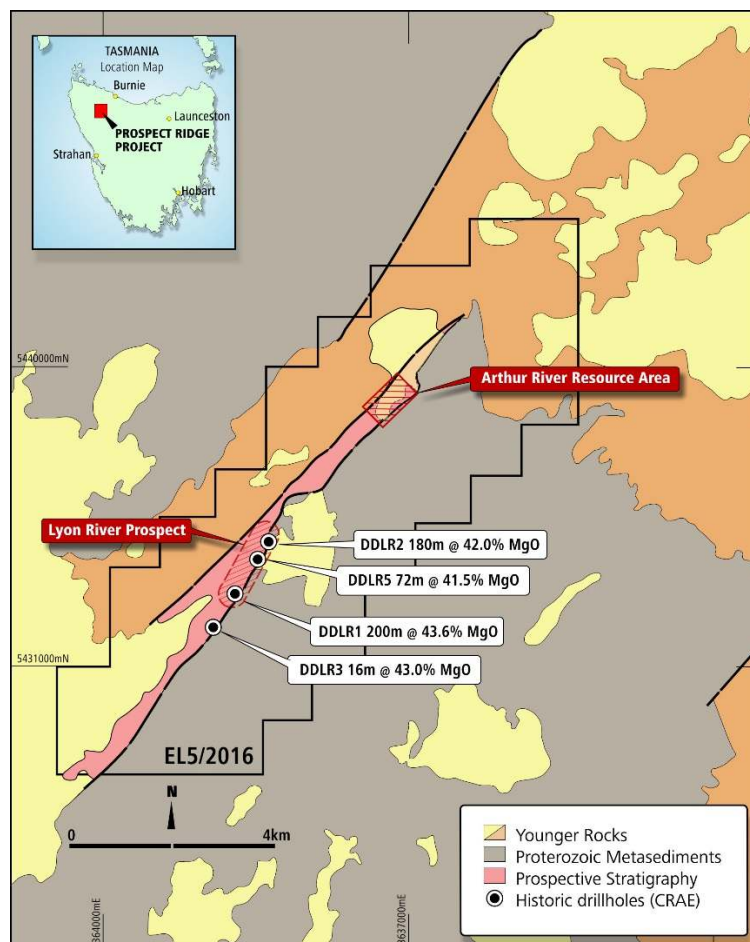 TASMANIA
Location Map
Burnie
Launceston
PROSPECT RIDGE
PROJECT
Strahan
Hobart
5440000mN
Arthur River Resource Area
Lyon River Prospect
DDLR2 180m @ 42.0% MgO
DDLR5 72m @ 41.5% MgO
DDLR1 200m @ 43.6% MgO
5431000mN
DDLR3 16m @ 43.0% MgO
EL5/2016
N
0 4km
Younger Rocks
Proterozoic Metasediments
Prospective Stratigraphy
Historic drillholes (CRAE)
364000mE
3637000mE